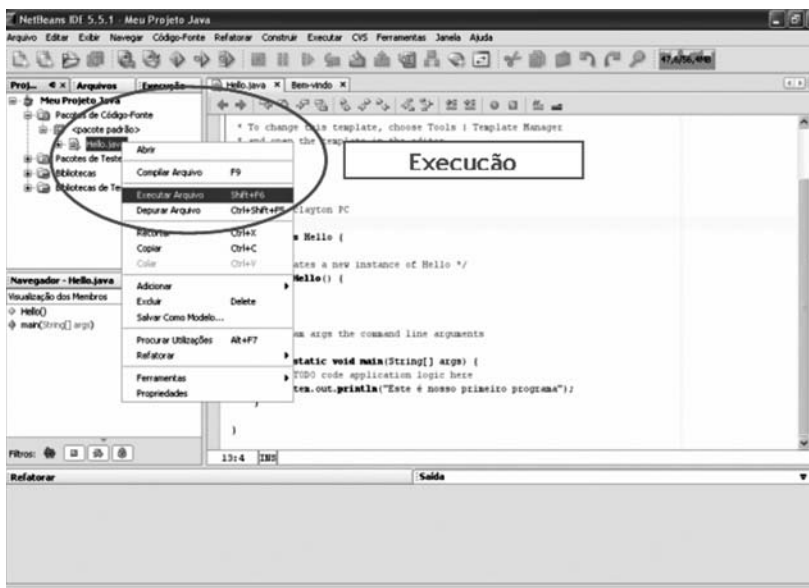 NetBeans IDE 5.5.1 - Meu Projeto Java
Arquivo Editar Exibir Navegar Código-Fonte Refatorar Construir Executar CVS Ferramentas Janela Ajuda
47,6/56,4MB
Proj... Arquivos Execução
Hello.java Bem-vindo
Meu Projeto Java
Pacotes de Código-Fonte
<pacote padrão>
Hello.java
Pacotes de Teste
Bibliotecas
Bibliotecas de Te
Abrir
Compilar Arquivo F9
Executar Arquivo Shift+F6
Depurar Arquivo Ctrl+Shift+F5
Recortar Ctrl+X
Copiar Ctrl+C
Colar Ctrl+V
Adicionar
Excluir Delete
Salvar Como Modelo...
Procurar Utilizações Alt+F7
Refatorar
Ferramentas
Propriedades
* To change this template, choose Tools | Template Manager
* and open the template in the editor.
Execução
clayton PC
s Hello {
ates a new instance of Hello */
Hello() {
am args the command line arguments
static void main(String[] args) {
TODO code application logic here
tem.out.println("Este é nosso primeiro programa");
}
}
Navegador - Hello.java
Visualização dos Membros
Hello()
main(String[] args)
Filtros:
13:4 INS
Refatorar
Saída